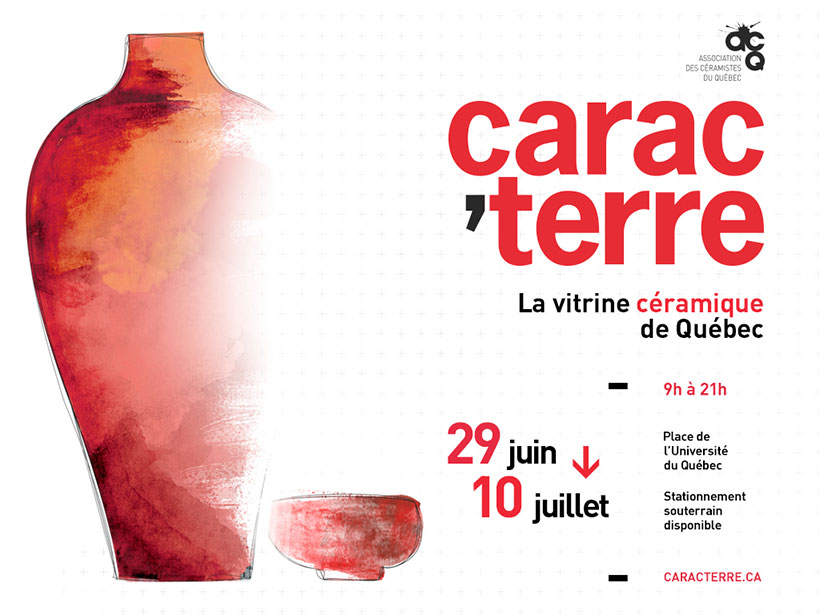 acQ
ASSOCIATION
DES CÉRAMISTES
DU QUÉBEC
carac
'terre
La vitrine céramique
de Québec
9h à 21h
29 juin
10 juillet
Place de
l'Université
du Québec
Stationnement
souterrain
disponible
CARACTERRE.CA